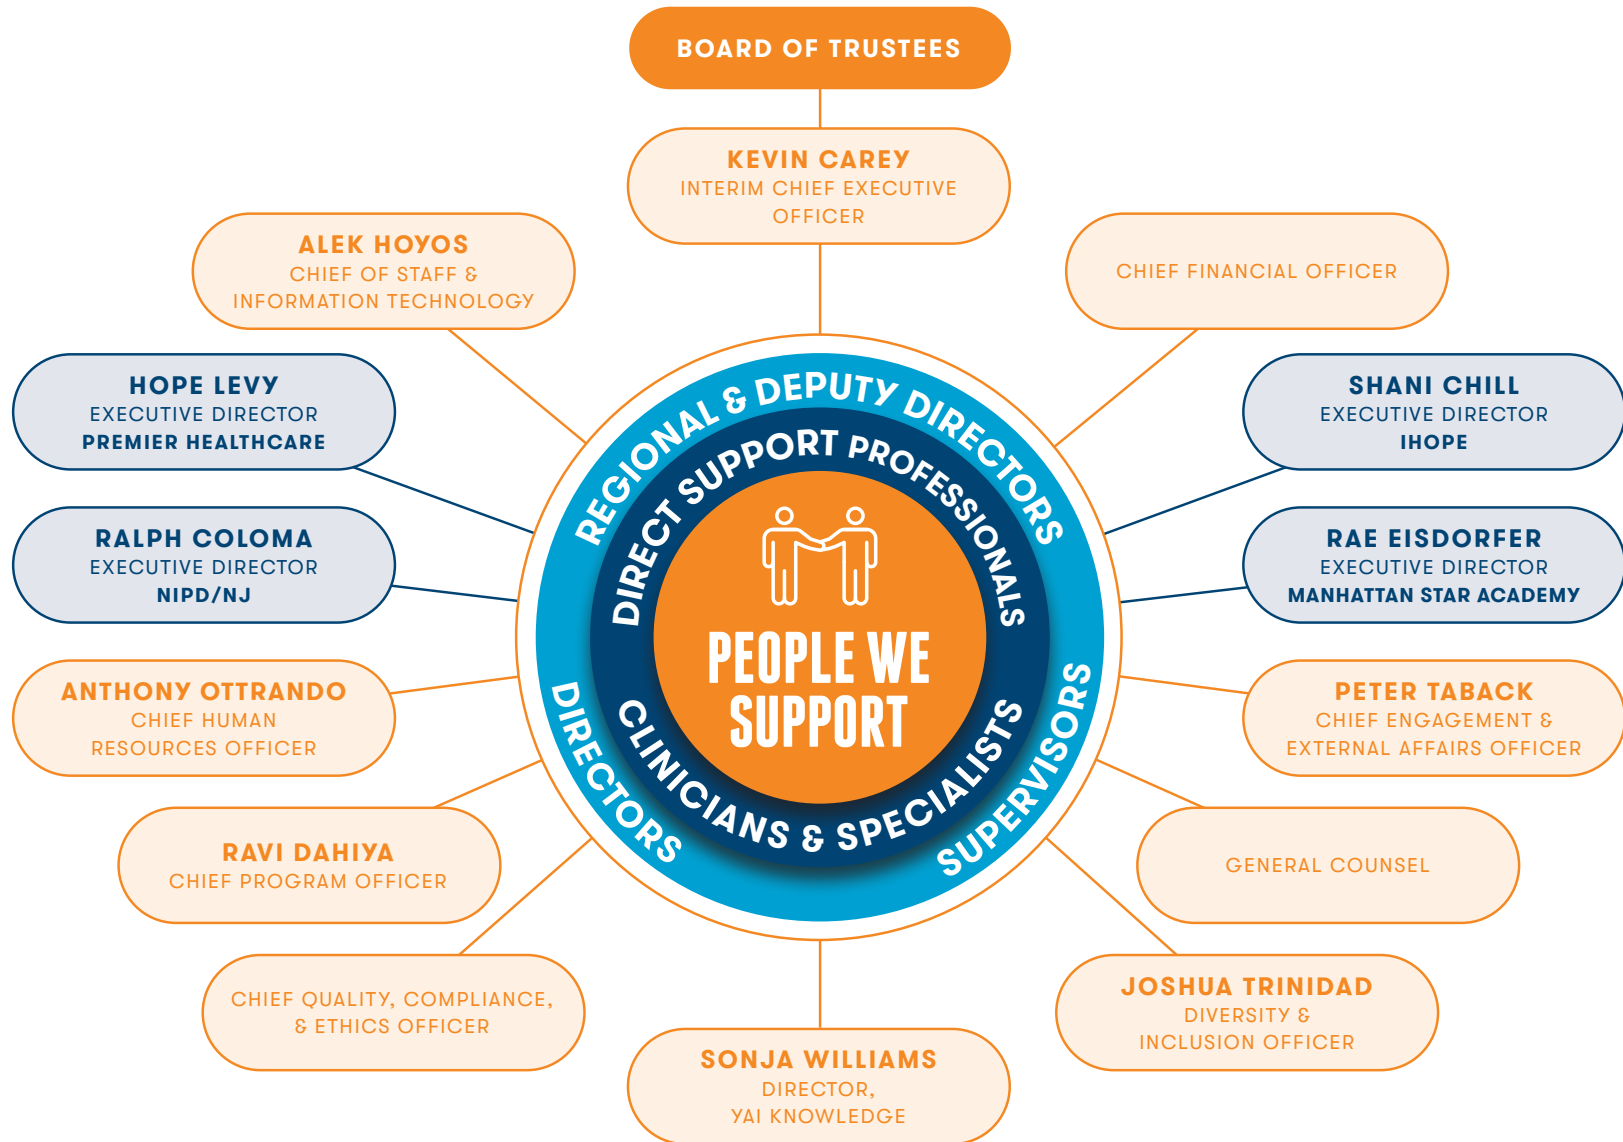 BOARD OF TRUSTEES
KEVIN CAREY
INTERIM CHIEF EXECUTIVE
OFFICER
ALEK HOYOS
CHIEF OF STAFF &
INFORMATION TECHNOLOGY
CHIEF FINANCIAL OFFICER
HOPE LEVY
EXECUTIVE DIRECTOR
PREMIER HEALTHCARE
SHANI CHILL
EXECUTIVE DIRECTOR
IHOPE
RALPH COLOMA
EXECUTIVE DIRECTOR
NIPD/NJ
RAE EISDORFER
EXECUTIVE DIRECTOR
MANHATTAN STAR ACADEMY
REGIONAL & DEPUTY DIRECTORS
DIRECT SUPPORT PROFESSIONALS
PEOPLE WE
SUPPORT
CLINICIANS & SPECIALISTS
DIRECTORS
SUPERVISORS
ANTHONY OTTRANDO
CHIEF HUMAN
RESOURCES OFFICER
PETER TABACK
CHIEF ENGAGEMENT &
EXTERNAL AFFAIRS OFFICER
RAVI DAHIYA
CHIEF PROGRAM OFFICER
GENERAL COUNSEL
CHIEF QUALITY, COMPLIANCE,
& ETHICS OFFICER
JOSHUA TRINIDAD
DIVERSITY &
INCLUSION OFFICER
SONJA WILLIAMS
DIRECTOR,
YAI KNOWLEDGE